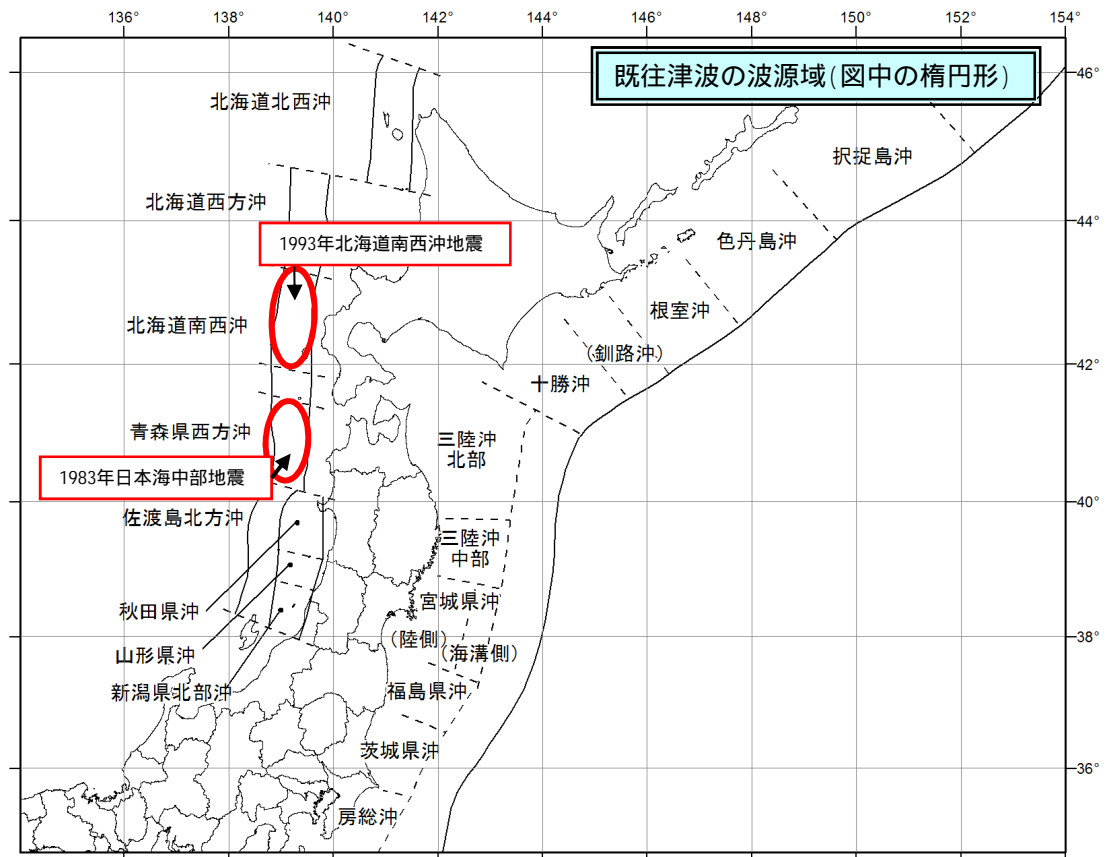 136°
138°
140°
142°
144°
146°
148°
150°
152°
154°
既往津波の波源域(図中の楕円形)
46°
北海道北西沖
択捉島沖
北海道西方沖
44°
色丹島沖
1993年北海道南西沖地震
根室沖
北海道南西沖
(釧路沖)
42°
十勝沖
青森県西方沖
三陸沖
北部
1983年日本海中部地震
40°
佐渡島北方沖
三陸沖
中部
秋田県沖
宮城県沖
38°
(陸側)
(海溝側)
山形県沖
新潟県北部沖
福島県沖
茨城県沖
36°
房総沖